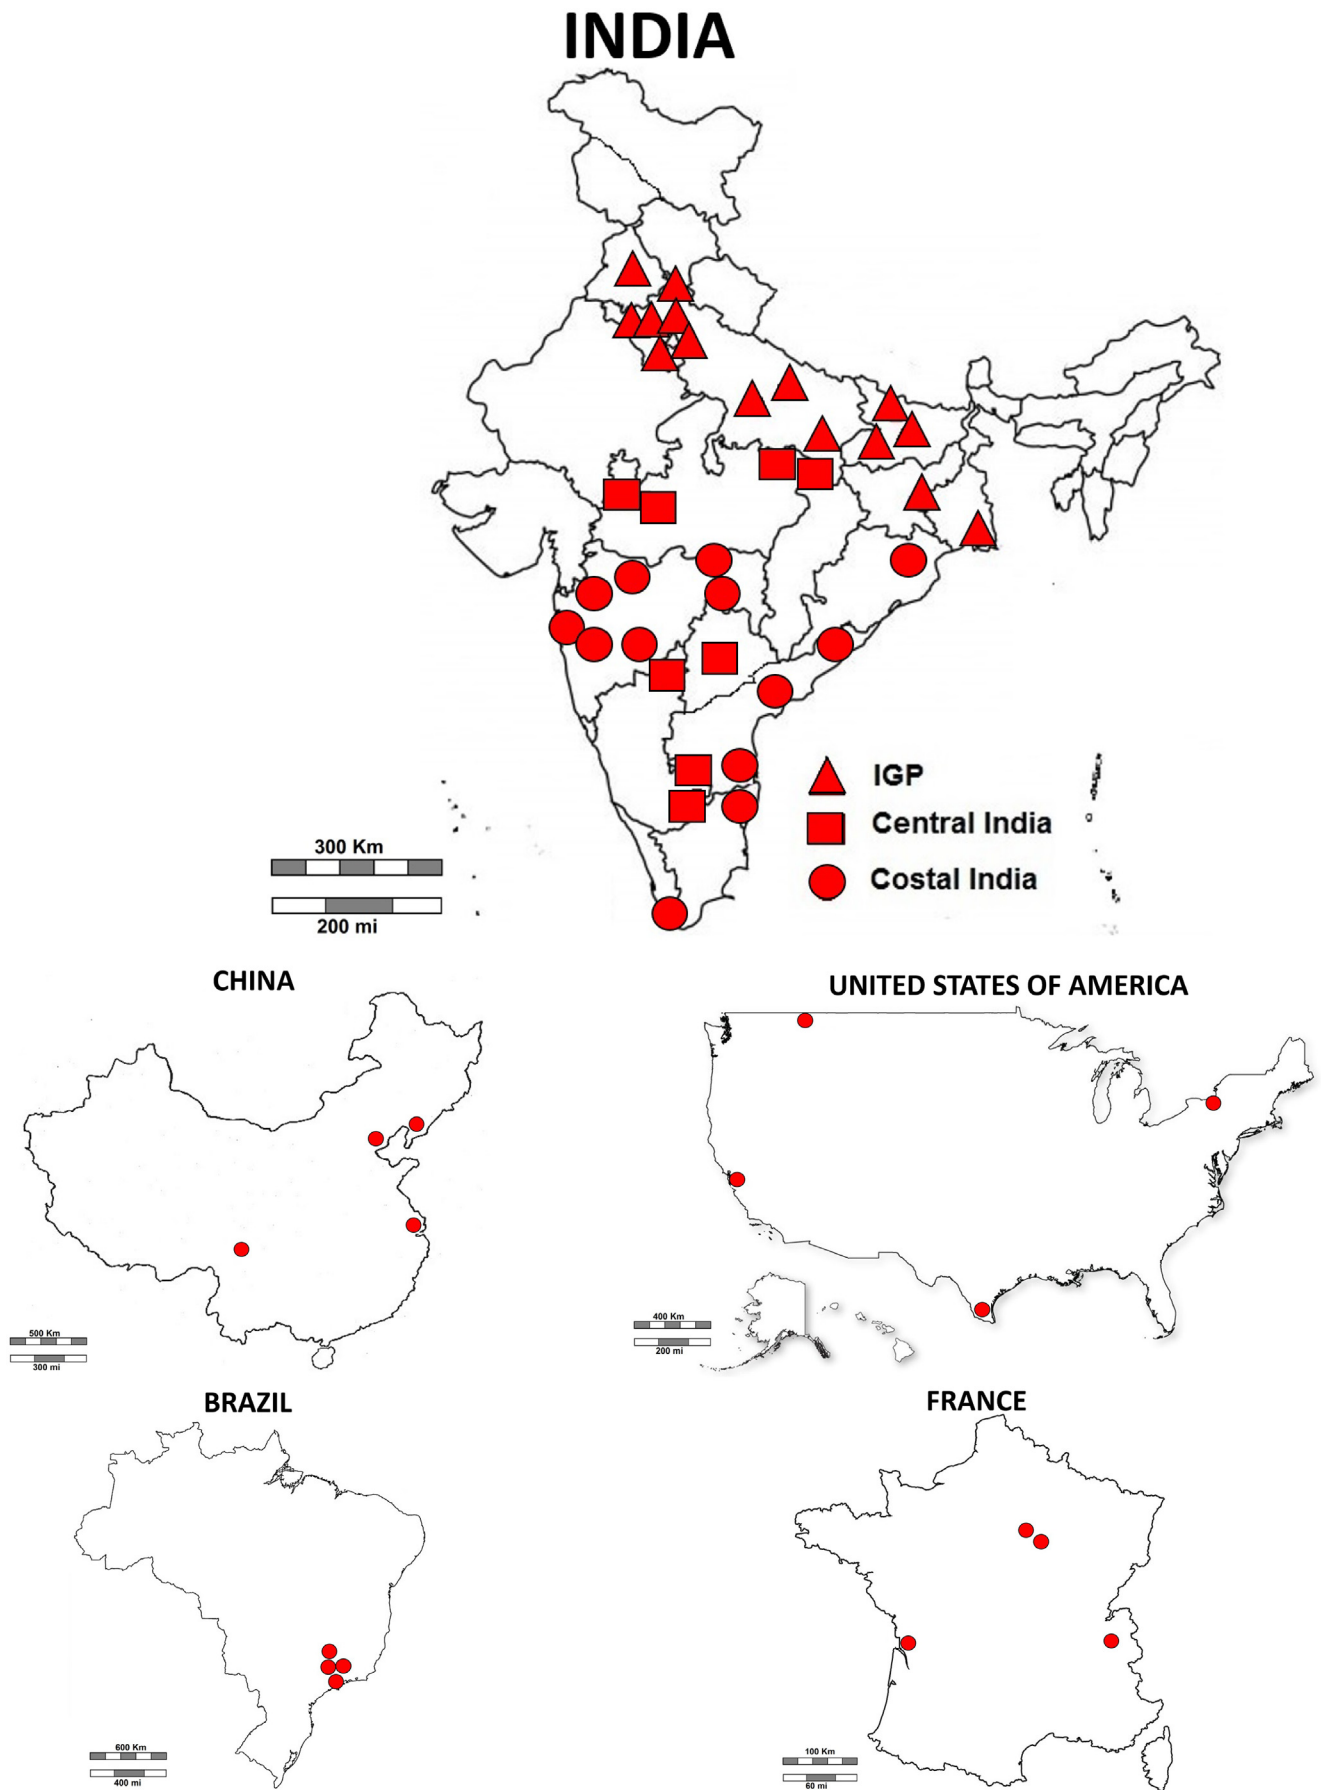 INDIA
IGP
Central India
Costal India
300 Km
200 mi
CHINA
500 Km
300 mi
UNITED STATES OF AMERICA
400 Km
200 mi
BRAZIL
600 Km
400 mi
FRANCE
100 Km
60 mi